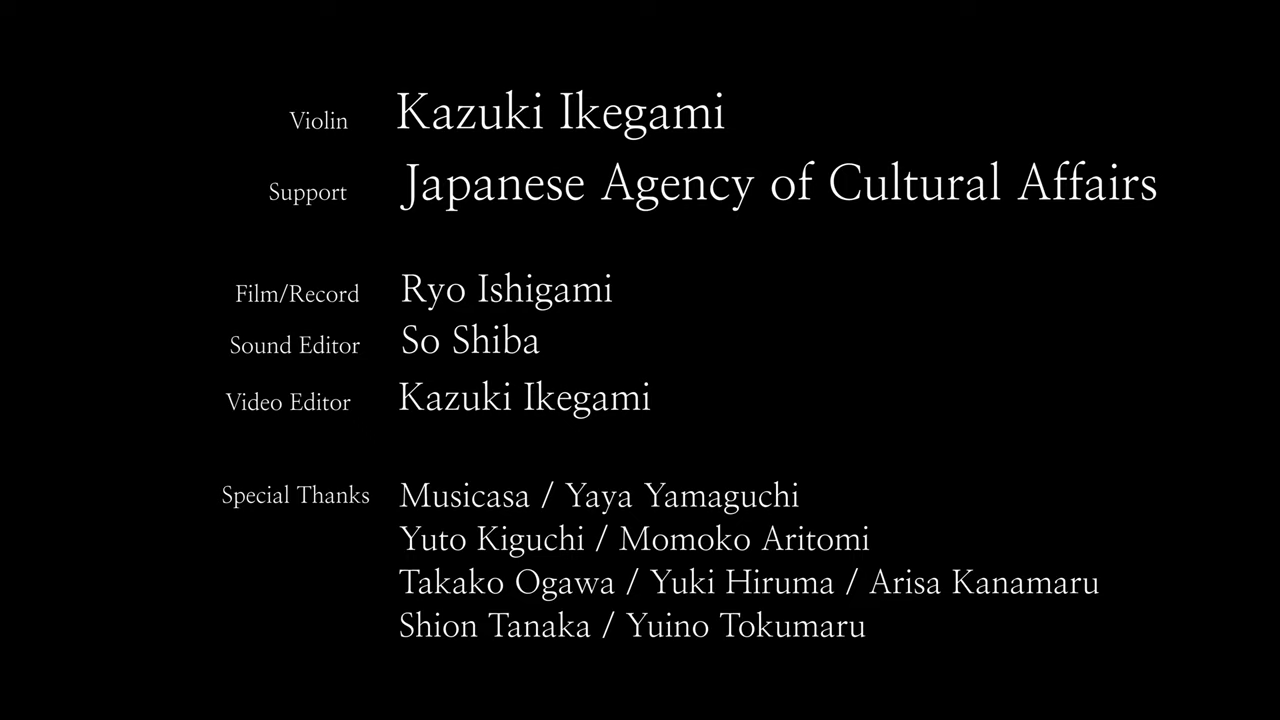 Violin Kazuki Ikegami
Support Japanese Agency of Cultural Affairs
Film/Record Ryo Ishigami
Sound Editor So Shiba
Video Editor Kazuki Ikegami
Special Thanks Musicasa / Yaya Yamaguchi
Yuto Kiguchi / Momoko Aritomi
Takako Ogawa / Yuki Hiruma / Arisa Kanamaru
Shion Tanaka / Yuino Tokumaru